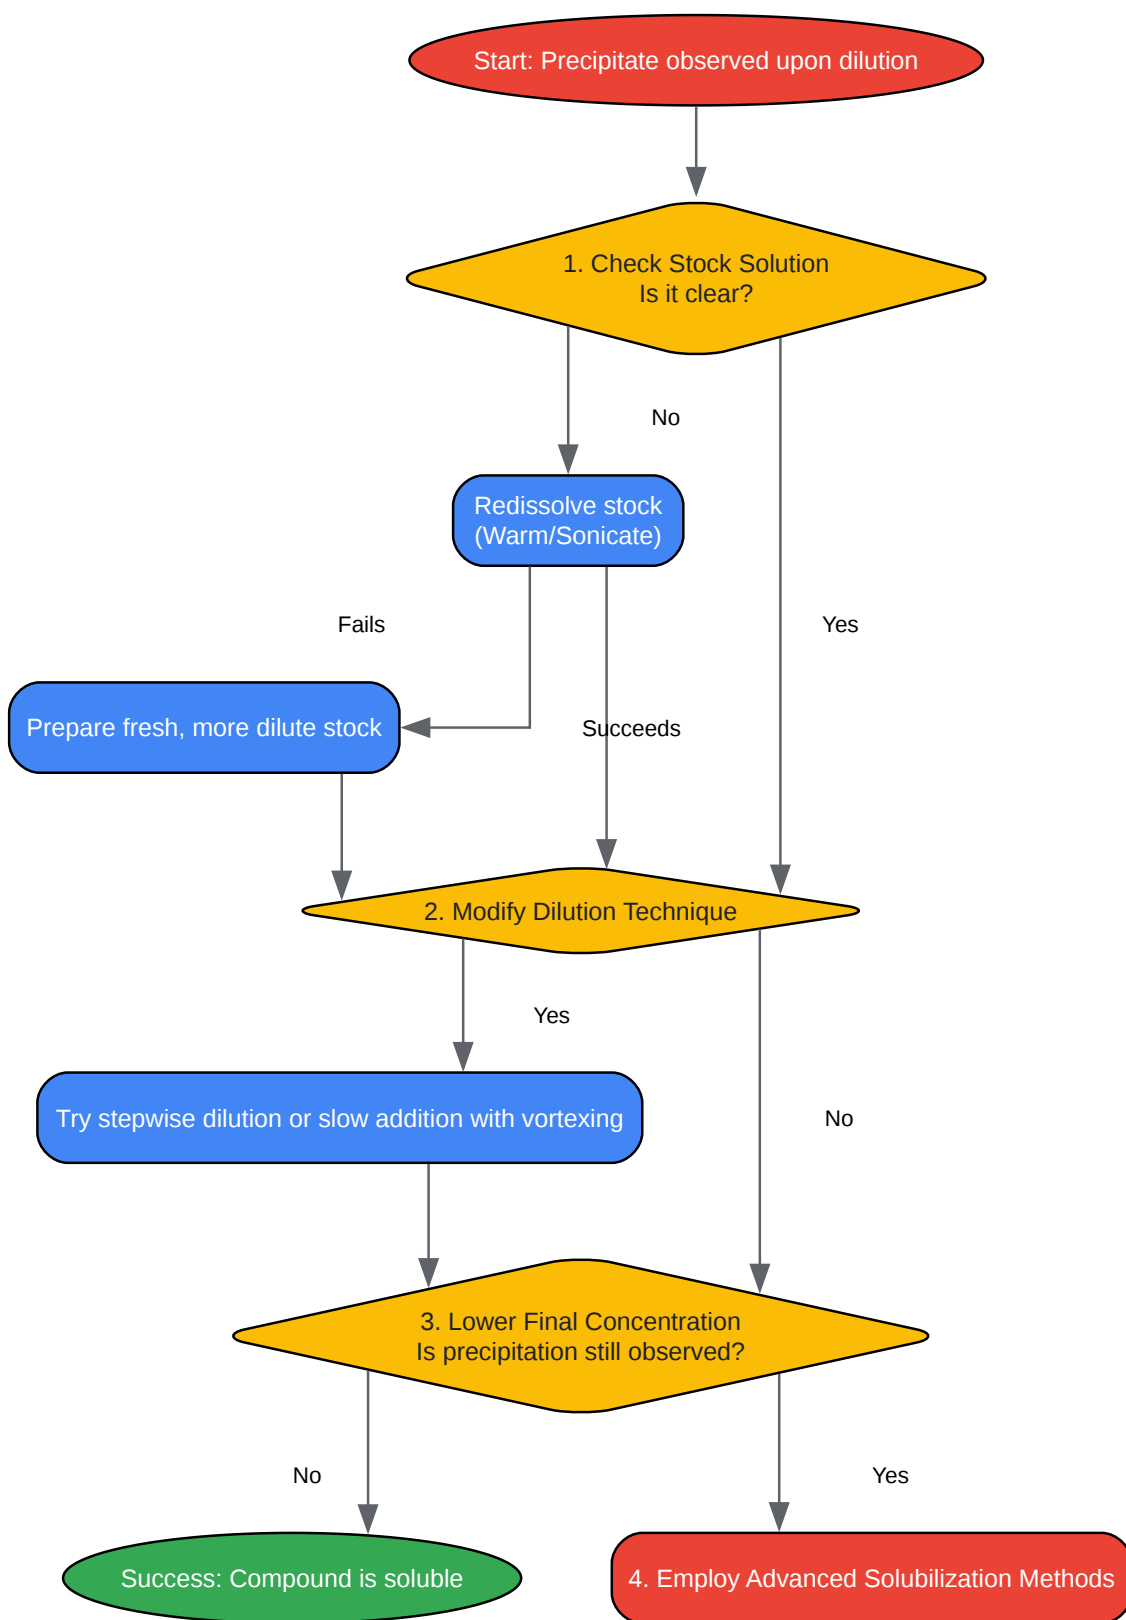 Start: Precipitate observed upon dilution
1. Check Stock Solution
Is it clear?
No
Redissolve stock
(Warm/Sonicate)
Fails
Yes
Prepare fresh, more dilute stock
Succeeds
2. Modify Dilution Technique
Yes
Try stepwise dilution or slow addition with vortexing
No
3. Lower Final Concentration
Is precipitation still observed?
No
Yes
Success: Compound is soluble
4. Employ Advanced Solubilization Methods